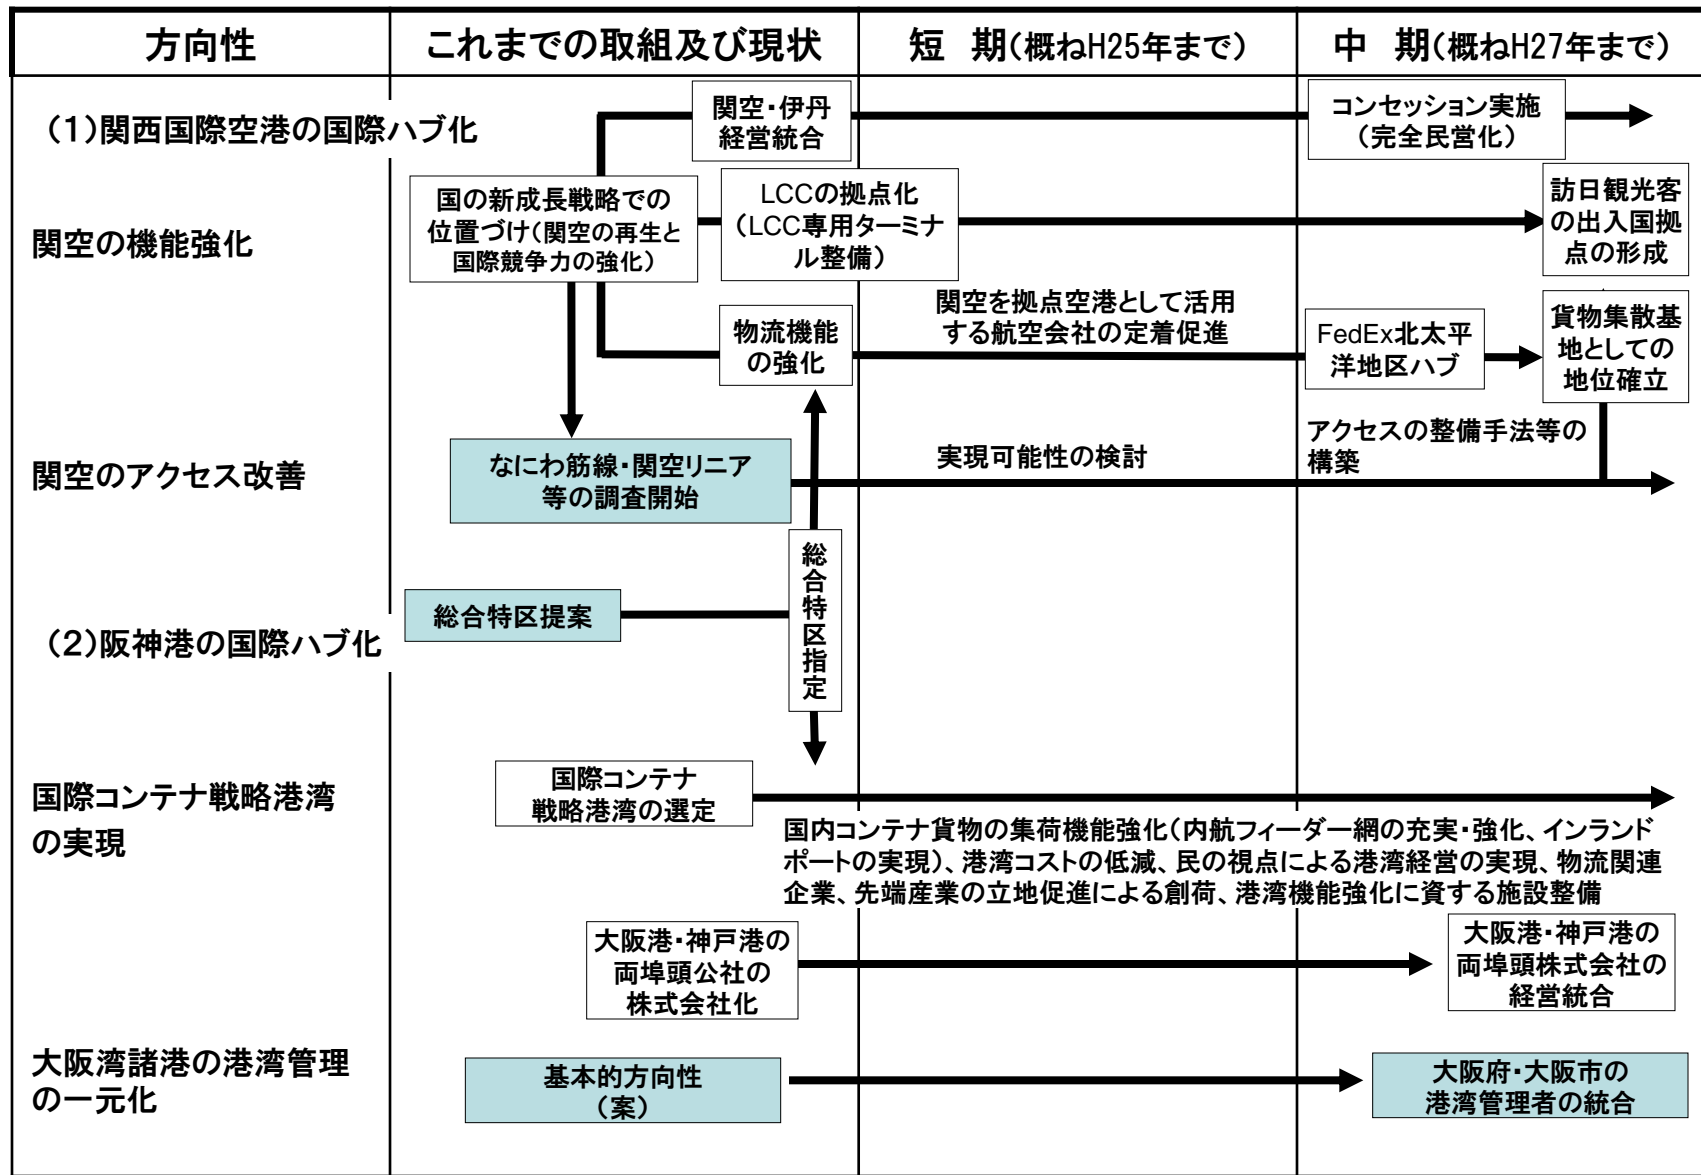 方向性
これまでの取組及び現状
短 期(概ねH25年まで)
中 期(概ねH27年まで)
(1)関西国際空港の国際ハブ化
関空・伊丹
経営統合
コンセッション実施
(完全民営化)
関空の機能強化
国の新成長戦略での
位置づけ(関空の再生と
国際競争力の強化)
LCCの拠点化
(LCC専用ターミナ
ル整備)
訪日観光客
の出入国拠
点の形成
物流機能
の強化
関空を拠点空港として活用
する航空会社の定着促進
FedEx北太平
洋地区ハブ
貨物集散基
地としての
地位確立
関空のアクセス改善
なにわ筋線・関空リニア
等の調査開始
実現可能性の検討
アクセスの整備手法等の
構築
総合特区指定
総合特区提案
(2)阪神港の国際ハブ化
国際コンテナ戦略港湾
の実現
国際コンテナ
戦略港湾の選定
国内コンテナ貨物の集荷機能強化(内航フィーダー網の充実・強化、インランド
ポートの実現)、港湾コストの低減、民の視点による港湾経営の実現、物流関連
企業、先端産業の立地促進による創荷、港湾機能強化に資する施設整備
大阪港・神戸港の
両埠頭公社の
株式会社化
大阪港・神戸港の
両埠頭株式会社の
経営統合
大阪湾諸港の港湾管理
の一元化
基本的方向性
(案)
大阪府・大阪市の
港湾管理者の統合